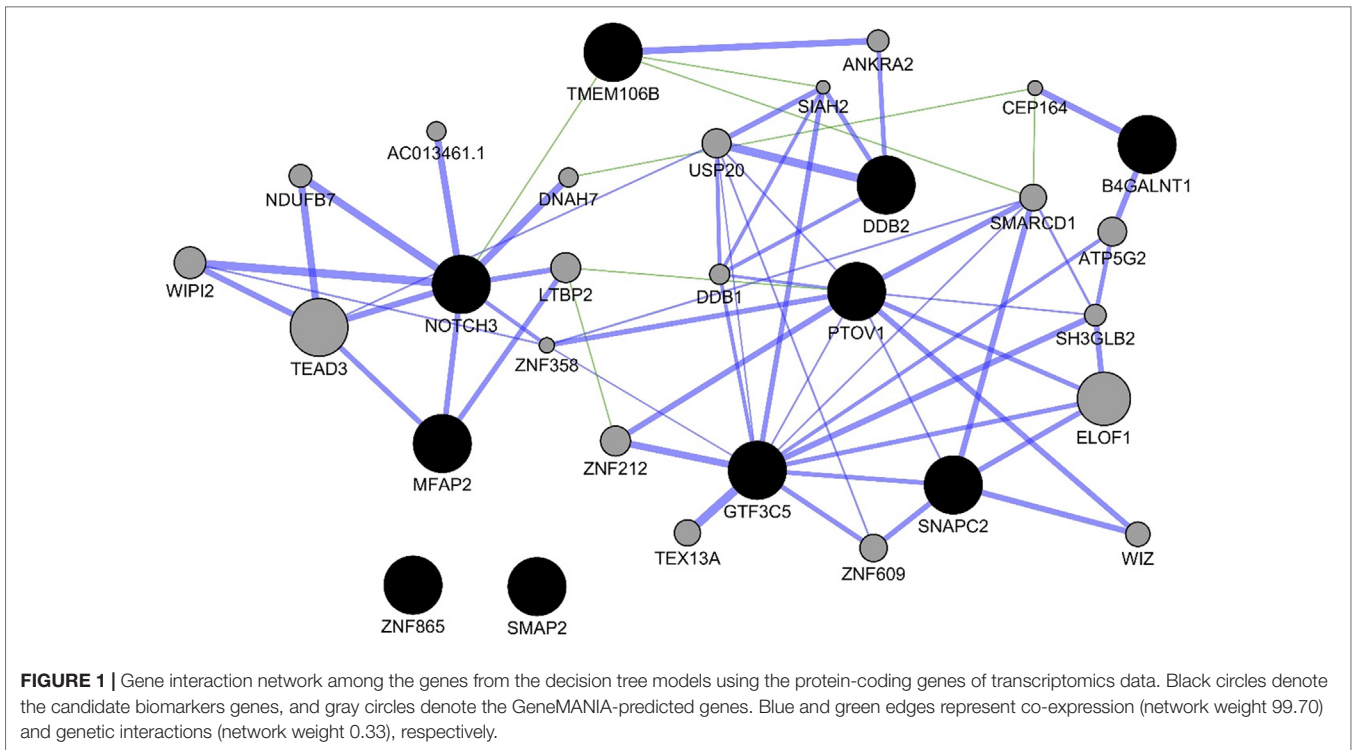 TMEM106B
ANKRA2
SIAH2
CEP164
AC013461.1
USP20
B4GALNT1
NDUFB7
DNAH7
DDB2
SMARCD1
ATP5G2
WIPI2
LTBP2
DDB1
NOTCH3
PTOV1
SH3GLB2
TEAD3
ZNF358
ELOF1
ZNF212
MFAP2
GTF3C5
SNAPC2
TEX13A
ZNF609
WIZ
ZNF865
SMAP2
FIGURE 1 | Gene interaction network among the genes from the decision tree models using the protein-coding genes of transcriptomics data. Black circles denote
the candidate biomarkers genes, and gray circles denote the GeneMANIA-predicted genes. Blue and green edges represent co-expression (network weight 99.70)
and genetic interactions (network weight 0.33), respectively.